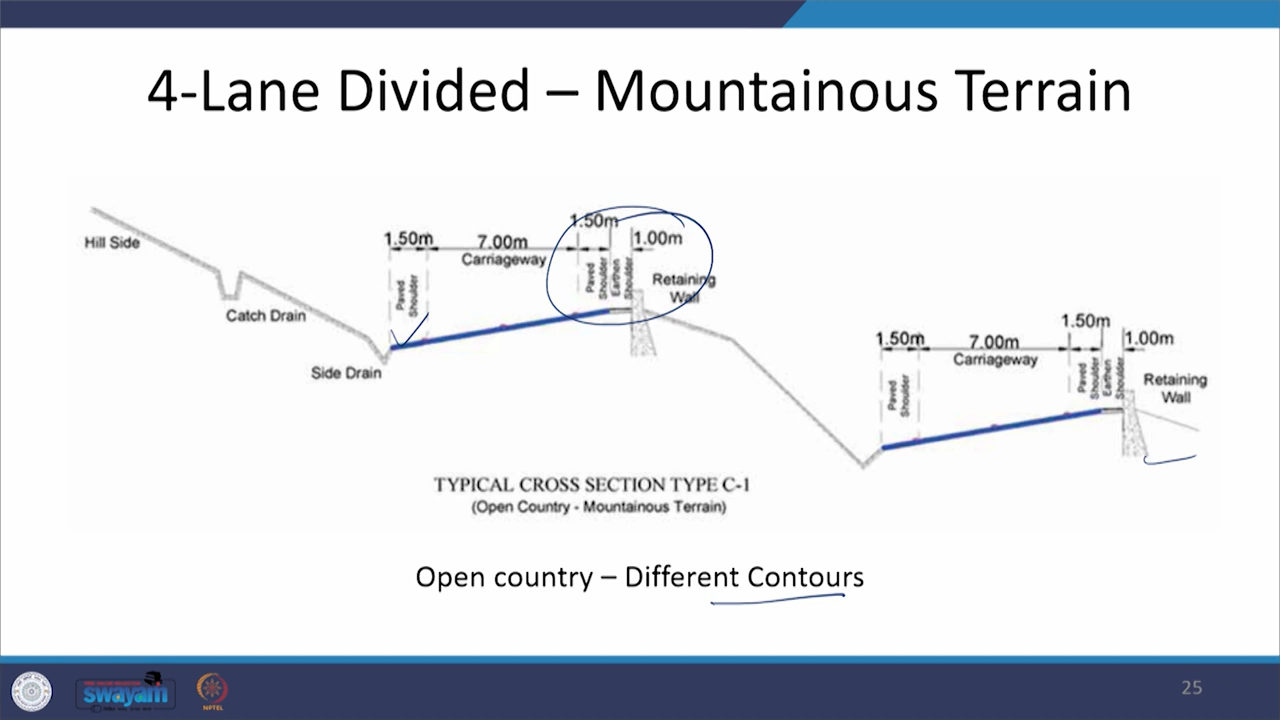 4-Lane Divided – Mountainous Terrain
Hill Side
Catch Drain
Side Drain
1.50m
Paved
Shoulder
7.00m
Carriageway
1.50m
Paved
Shoulder
Earthen
Shoulder
1.00m
Retaining
Wall
1.50m
Paved
Shoulder
7.00m
Carriageway
1.50m
Paved
Shoulder
Earthen
Shoulder
1.00m
Retaining
Wall
TYPICAL CROSS SECTION TYPE C-1
(Open Country - Mountainous Terrain)
Open country – Different Contours
swayam
NPTEL
25